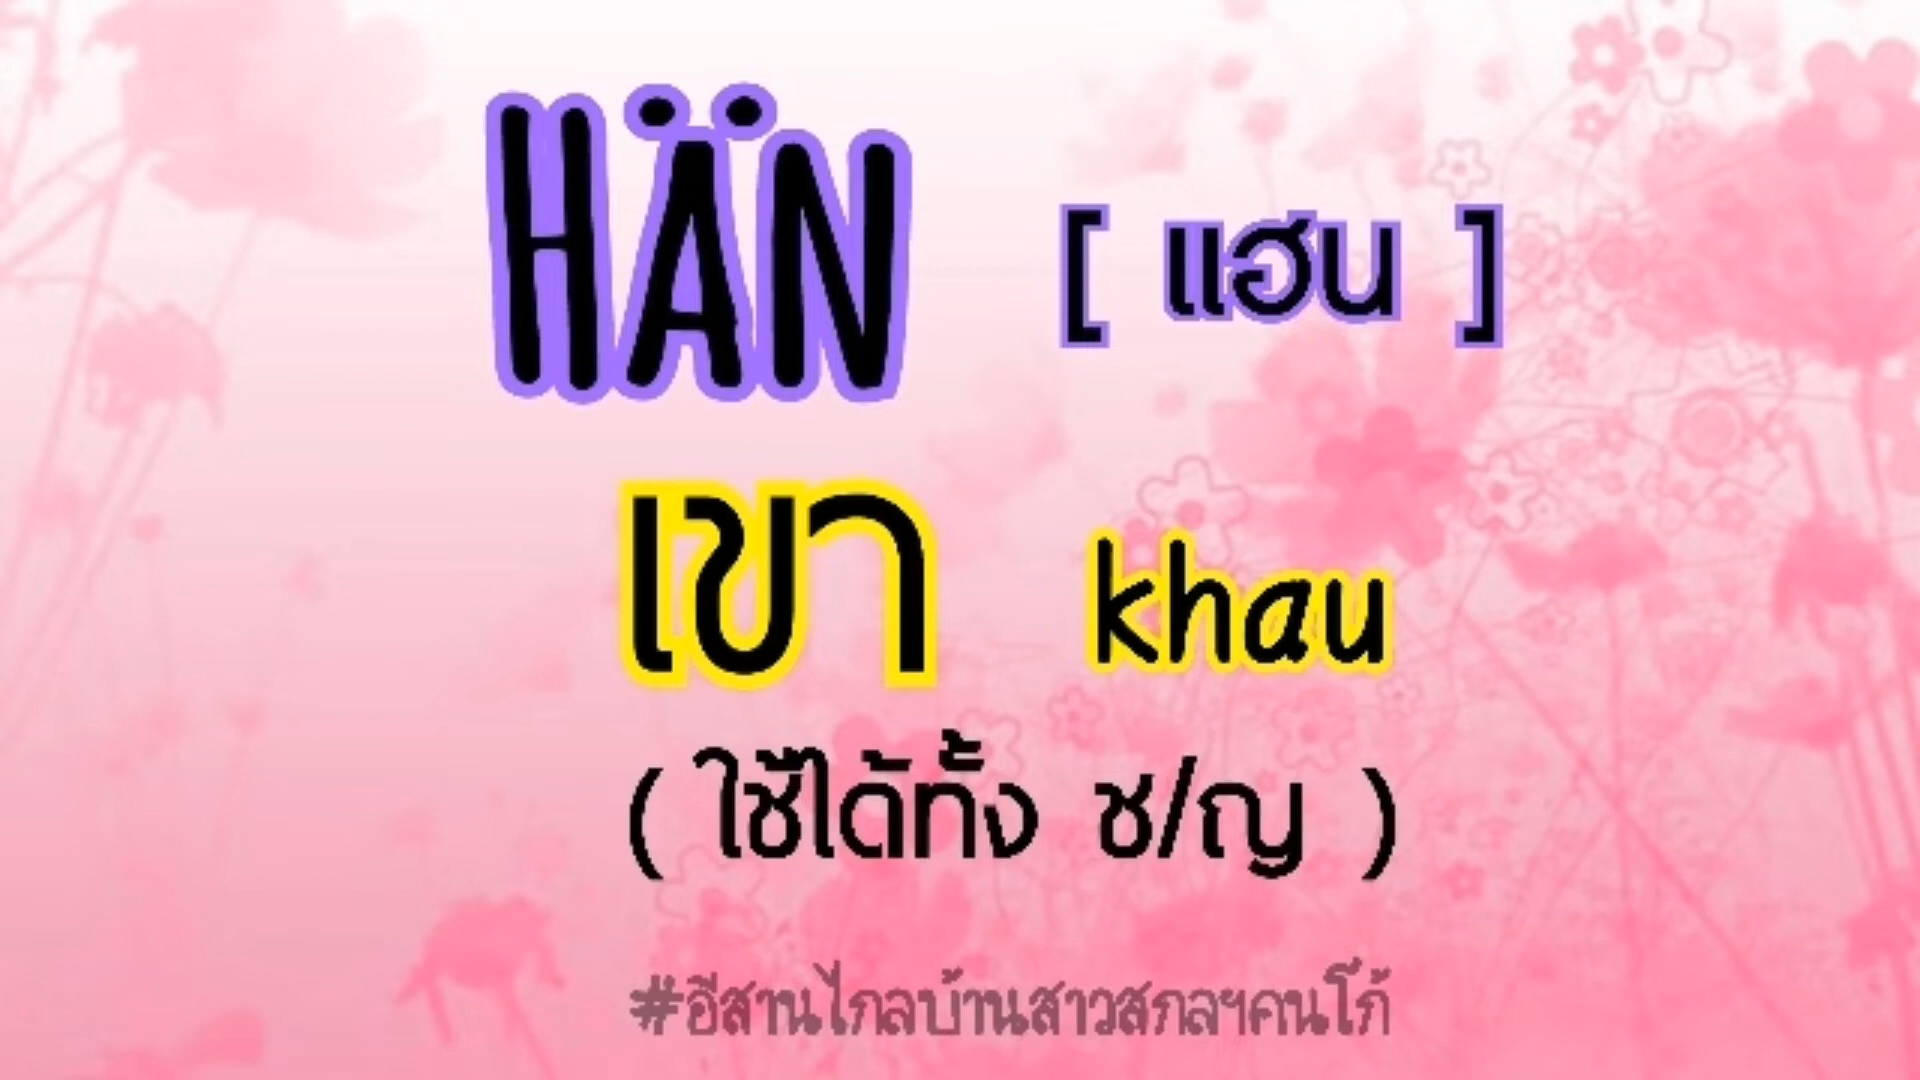 HÄN [ แฮน ]
เขา khau
( ใช้ได้ทั้ง ช/ญ )
#อีสานไกลบ้านสาวสกลฯคนโก้